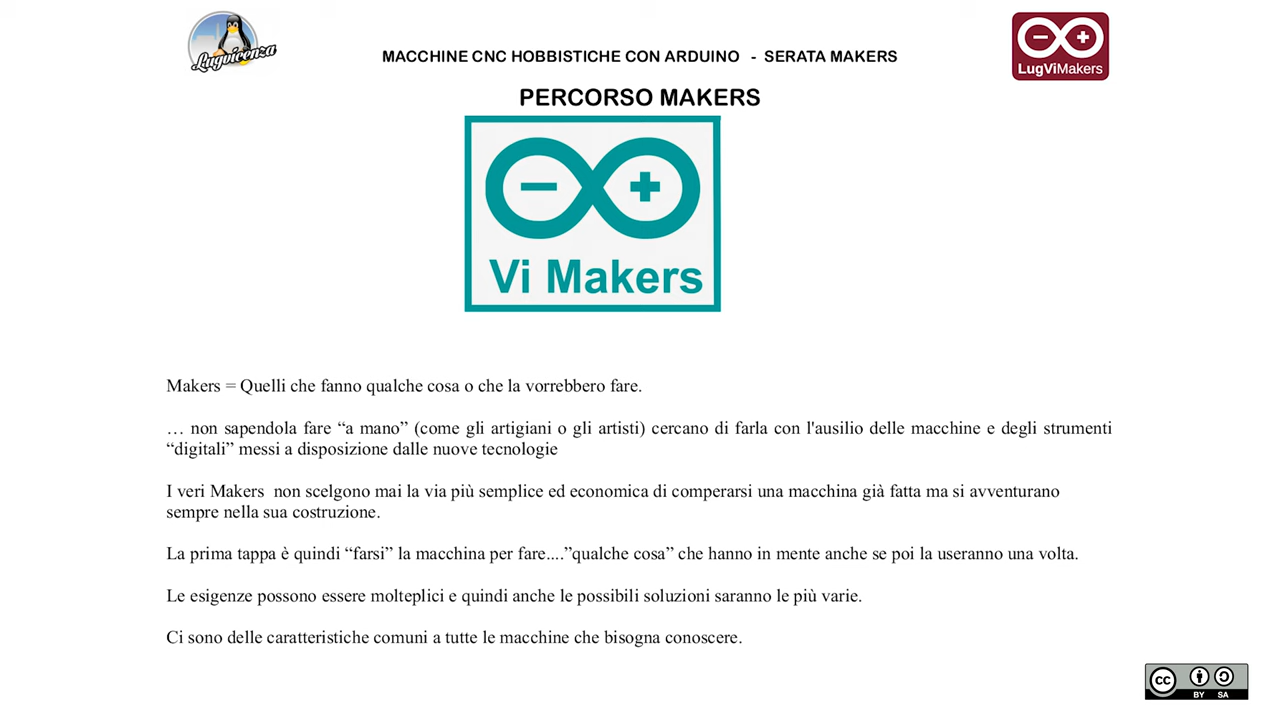 Lugvicenza
MACCHINE CNC HOBBISTICHE CON ARDUINO - SERATA MAKERS
LugViMakers
PERCORSO MAKERS
Vi Makers
Makers = Quelli che fanno qualche cosa o che la vorrebbero fare.
… non sapendola fare “a mano” (come gli artigiani o gli artisti) cercano di farla con l'ausilio delle macchine e degli strumenti
“digitali” messi a disposizione dalle nuove tecnologie
I veri Makers  non scelgono mai la via più semplice ed economica di comperarsi una macchina già fatta ma si avventurano
sempre nella sua costruzione.
La prima tappa è quindi “farsi” la macchina per fare....”qualche cosa” che hanno in mente anche se poi la useranno una volta.
Le esigenze possono essere molteplici e quindi anche le possibili soluzioni saranno le più varie.
Ci sono delle caratteristiche comuni a tutte le macchine che bisogna conoscere.
cc
BY SA